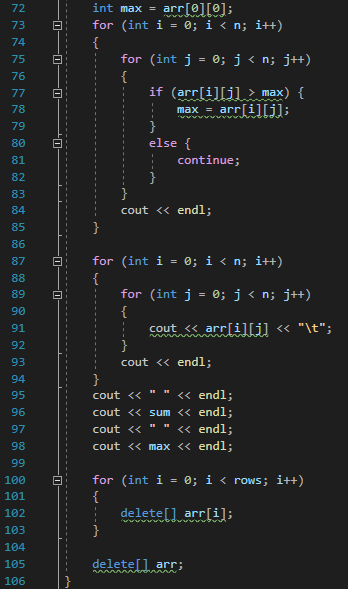 72 int max = arr[0][0];
73 for (int i = 0; i < n; i++)
74 {
75 for (int j = 0; j < n; j++)
76 {
77 if (arr[i][j] > max) {
78 max = arr[i][j];
79 }
80 else {
81 continue;
82 }
83 }
84 cout << endl;
85 }
86
87 for (int i = 0; i < n; i++)
88 {
89 for (int j = 0; j < n; j++)
90 {
91 cout << arr[i][j] << "\t";
92 }
93 cout << endl;
94 }
95 cout << " " << endl;
96 cout << sum << endl;
97 cout << " " << endl;
98 cout << max << endl;
99
100 for (int i = 0; i < rows; i++)
101 {
102 delete[] arr[i];
103 }
104
105 delete[] arr;
106 }